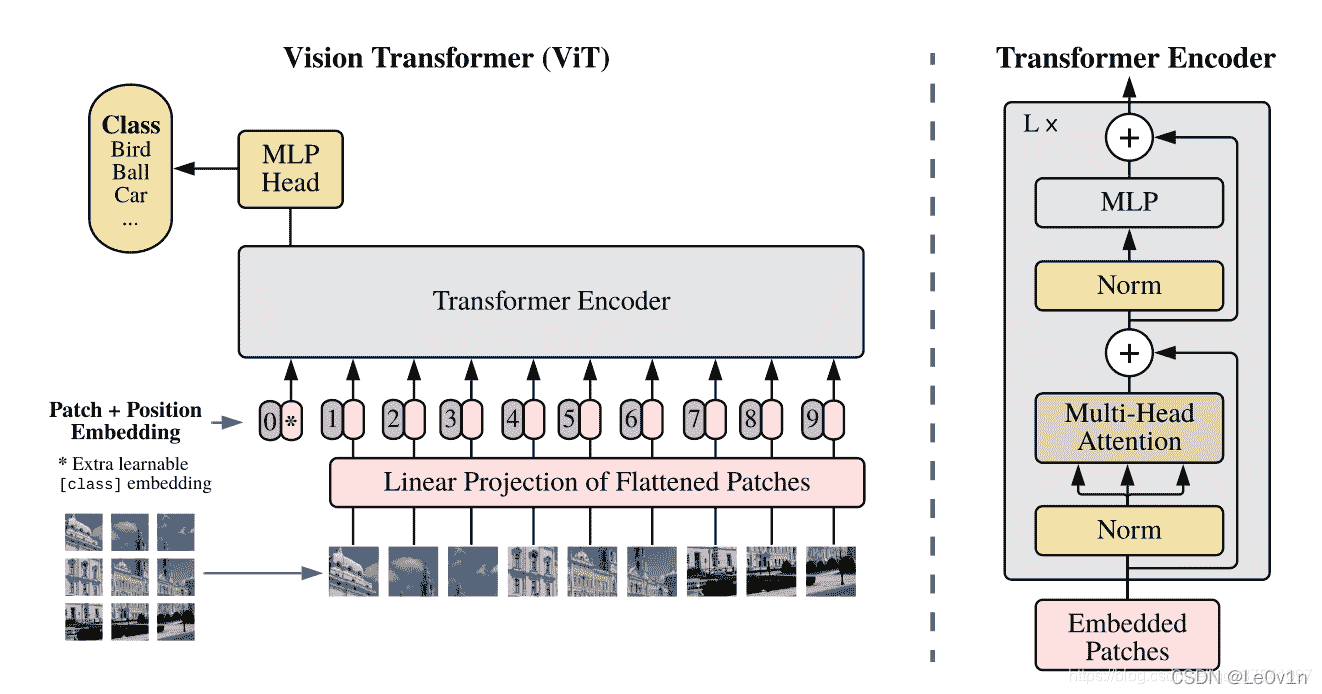 Vision Transformer (ViT)
Class
Bird
Ball
Car
...
MLP
Head
Transformer Encoder
Patch + Position
Embedding
0 * 1 2 3 4 5 6 7 8 9
* Extra learnable
[class] embedding
Linear Projection of Flattened Patches
Transformer Encoder
L x
+
MLP
Norm
+
Multi-Head
Attention
Norm
Embedded
Patches
CSDN @Le0v1n